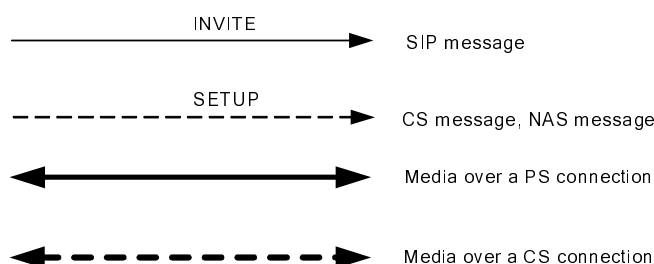 INVITE
SIP message
SETUP
CS message, NAS message
Media over a PS connection
Media over a CS connection